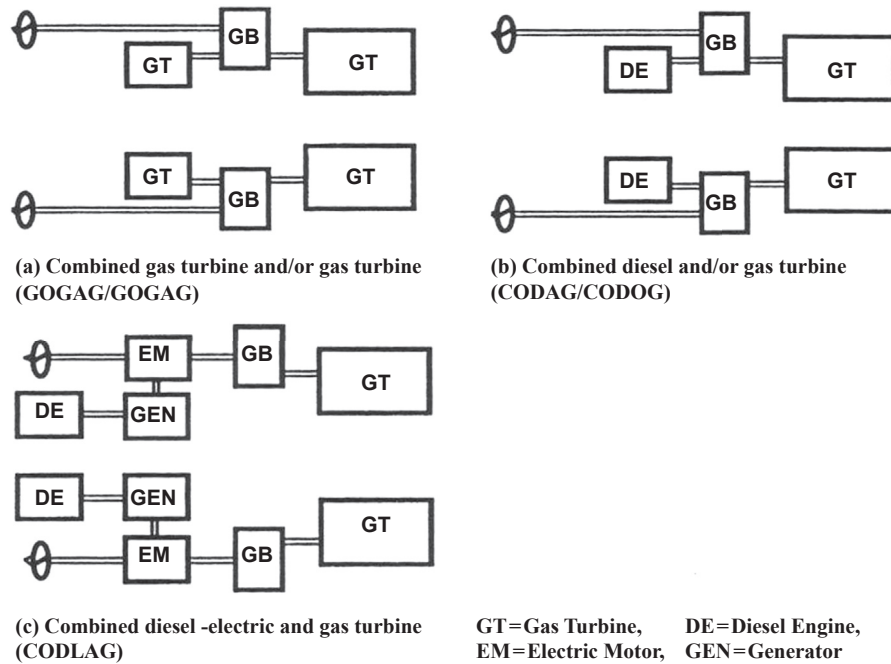 GB
GT
GT
GT
GB
GT
(a) Combined gas turbine and/or gas turbine
(GOGAG/GOGAG)
GB
DE
GT
DE
GB
GT
(b) Combined diesel and/or gas turbine
(CODAG/CODOG)
EM
GB
GT
DE
GEN
DE
GEN
EM
GB
GT
(c) Combined diesel -electric and gas turbine
(CODLAG)
GT=Gas Turbine, DE=Diesel Engine,
EM=Electric Motor, GEN=Generator